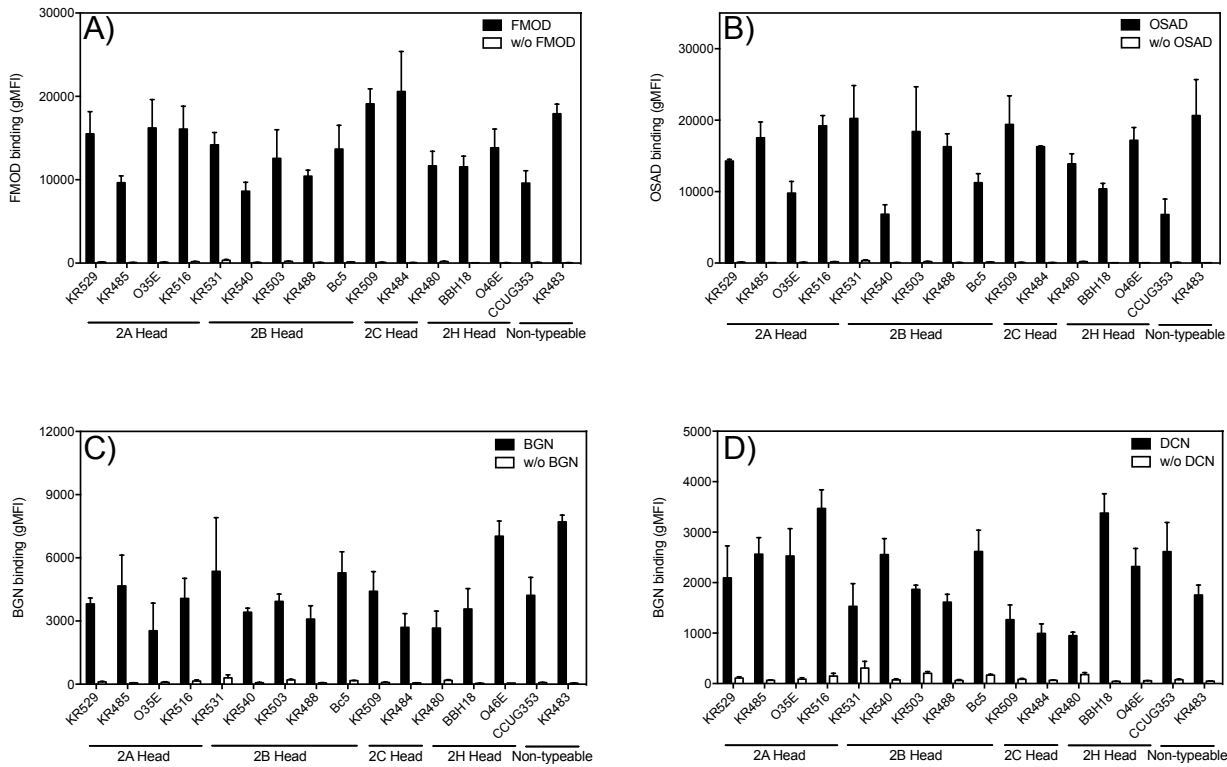 A)
FMOD
w/o FMOD
FMOD binding (gMFI)
30000
20000
10000
0
KR529 KR485 O35E KR516 KR531 KR540 KR503 KR488 Bc5 KR509 KR484 KR480 BBH18 O46E CCUG353 KR483
2A Head 2B Head 2C Head 2H Head Non-typeable
B)
OSAD
w/o OSAD
OSAD binding (gMFI)
30000
20000
10000
0
KR529 KR485 O35E KR516 KR531 KR540 KR503 KR488 Bc5 KR509 KR484 KR480 BBH18 O46E CCUG353 KR483
2A Head 2B Head 2C Head 2H Head Non-typeable
C)
BGN
w/o BGN
BGN binding (gMFI)
12000
9000
6000
3000
0
KR529 KR485 O35E KR516 KR531 KR540 KR503 KR488 Bc5 KR509 KR484 KR480 BBH18 O46E CCUG353 KR483
2A Head 2B Head 2C Head 2H Head Non-typeable
D)
DCN
w/o DCN
BGN binding (gMFI)
5000
4000
3000
2000
1000
0
KR529 KR485 O35E KR516 KR531 KR540 KR503 KR488 Bc5 KR509 KR484 KR480 BBH18 O46E CCUG353 KR483
2A Head 2B Head 2C Head 2H Head Non-typeable